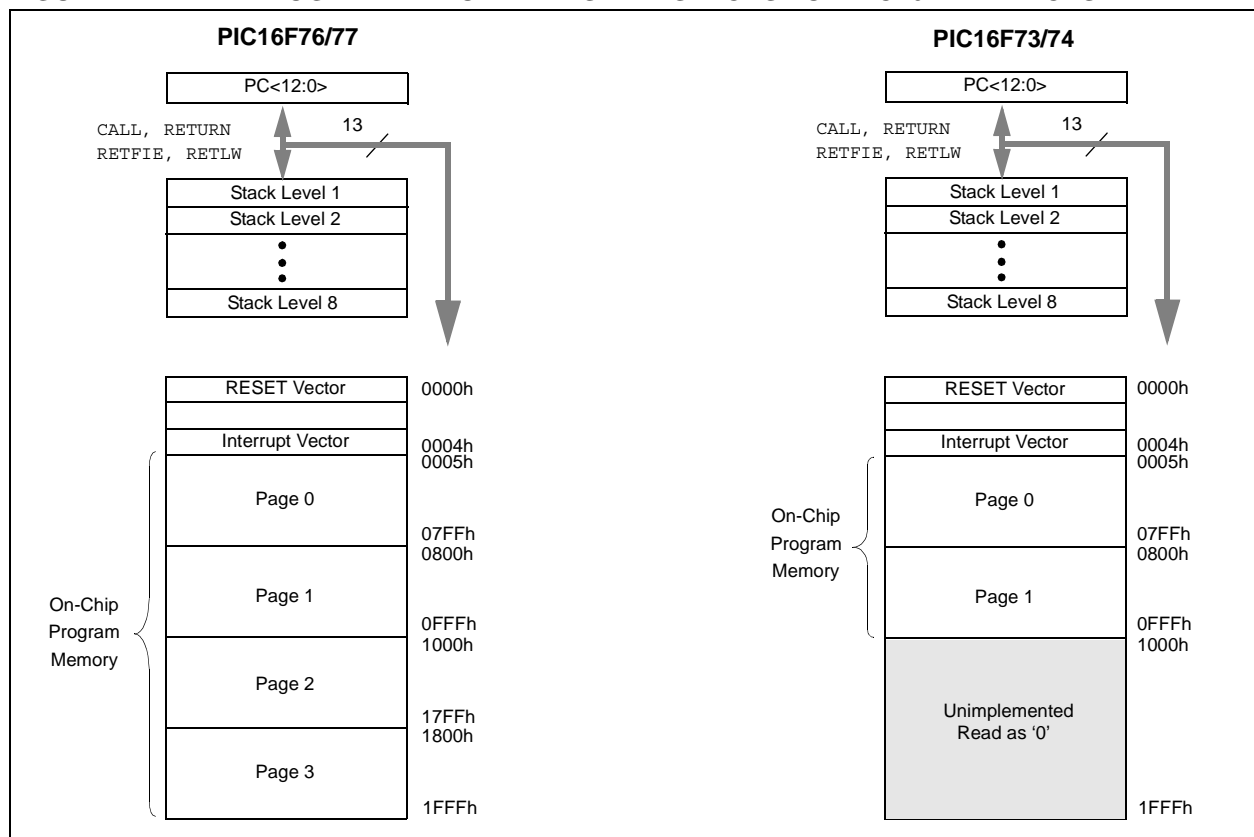 PIC16F76/77
PC<12:0>
CALL, RETURN
RETFIE, RETLW
13
Stack Level 1
Stack Level 2
Stack Level 8
RESET Vector
0000h
Interrupt Vector
0004h
0005h
Page 0
07FFh
0800h
Page 1
0FFFh
1000h
Page 2
17FFh
1800h
Page 3
1FFFh
On-Chip
Program
Memory
PIC16F73/74
PC<12:0>
CALL, RETURN
RETFIE, RETLW
13
Stack Level 1
Stack Level 2
Stack Level 8
RESET Vector
0000h
Interrupt Vector
0004h
0005h
Page 0
07FFh
0800h
Page 1
0FFFh
1000h
On-Chip
Program
Memory
Unimplemented
Read as ‘0’
1FFFh